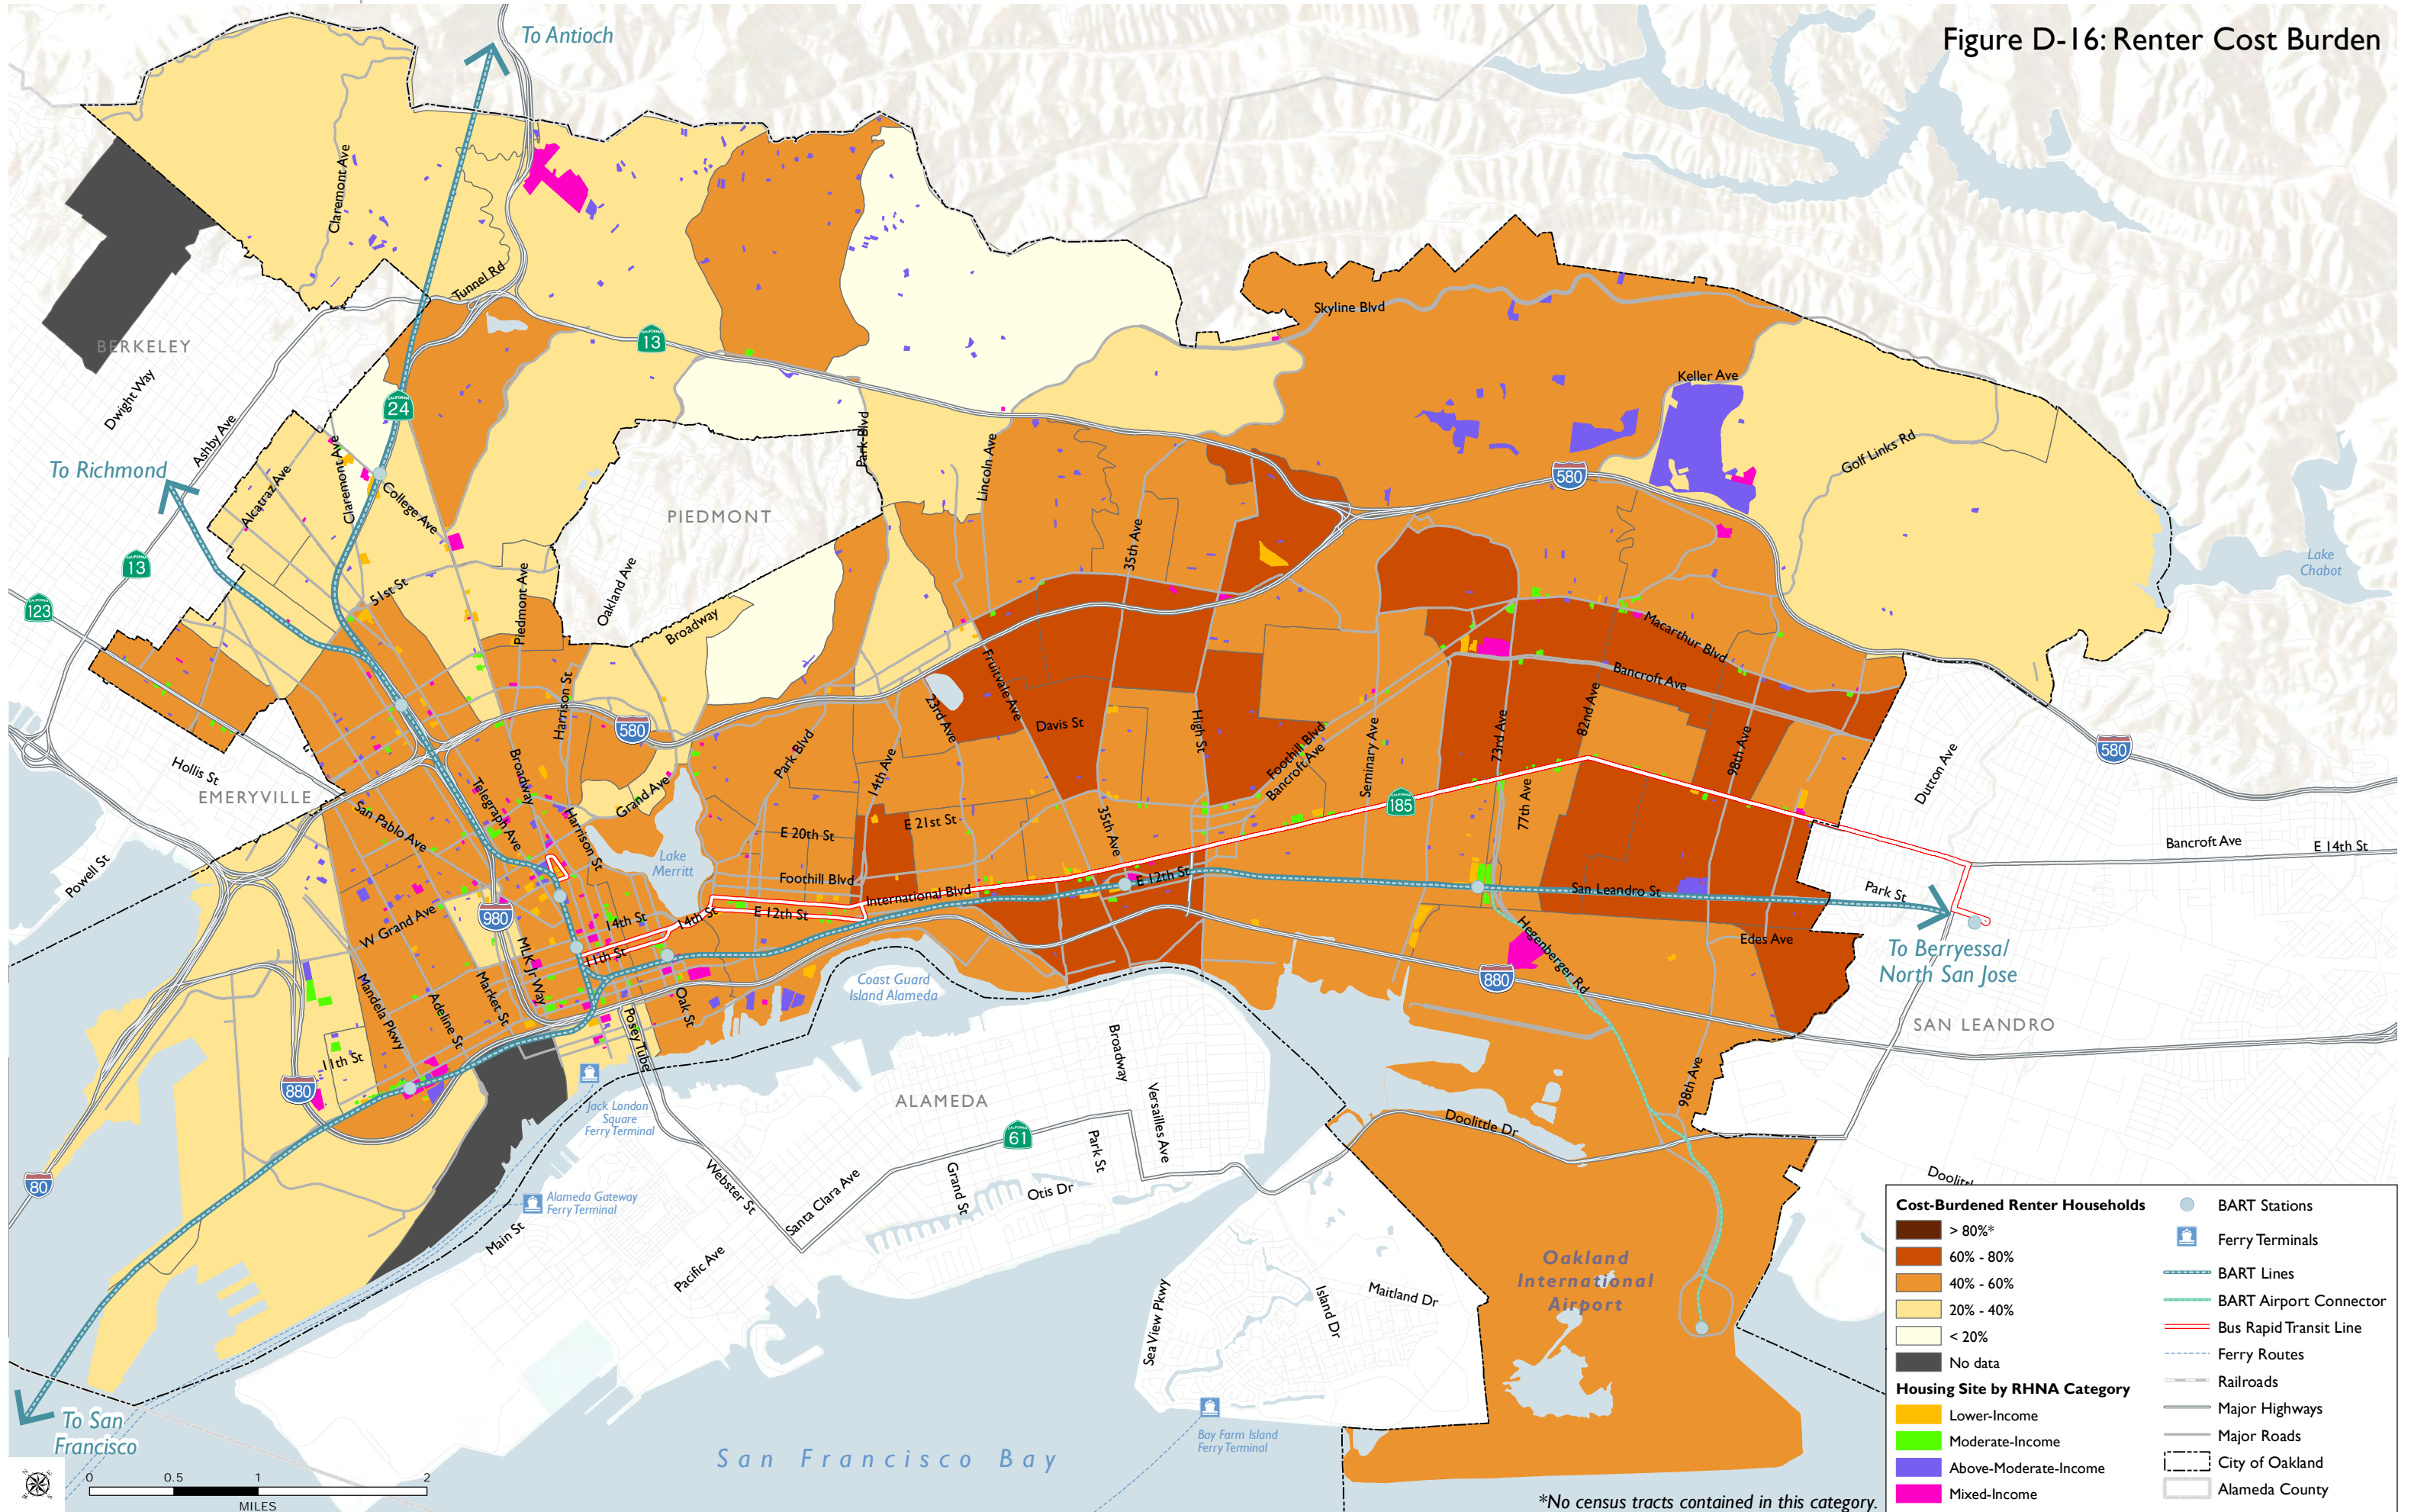 Figure D-16: Renter Cost Burden
To Antioch
Claremont Ave
Tunnel Rd
13
BERKELEY
Dwight Way
Ashby Ave
24
Skyline Blvd
Keller Ave
Golf Links Rd
To Richmond
Alcatraz Ave
Claremont Ave
College Ave
Park Blvd
Lincoln Ave
35th Ave
580
PIEDMONT
Lake
Chabot
13
123
51st St
Piedmont Ave
Oakland Ave
Broadway
Macarthur Blvd
Bancroft Ave
Harrison St
580
Fruitvale Ave
23rd Ave
Davis St
High St
Foothill Blvd
Bancroft Ave
Seminary Ave
73rd Ave
82nd Ave
98th Ave
Dutton Ave
580
Hollis St
EMERYVILLE
San Pablo Ave
Telegraph Ave
Broadway
Harrison St
Grand Ave
Park Blvd
14th Ave
E 20th St
E 21st St
35th Ave
185
77th Ave
Bancroft Ave
E 14th St
Powell St
Lake
Merritt
Foothill Blvd
International Blvd
E 12th St
E 12th St
San Leandro St
Park St
980
W Grand Ave
14th St
14th St
11th St
MLK Jr Way
Market St
Adeline St
Mandela Pkwy
Oak St
Posey Tube
Coast Guard
Island Alameda
880
Hegenberger Rd
Edes Ave
To Berryessa/
North San Jose
SAN LEANDRO
11th St
880
Jack London
Square
Ferry Terminal
ALAMEDA
Broadway
Versailles Ave
Park St
61
Doolittle Dr
98th Ave
80
Alameda Gateway
Ferry Terminal
Main St
Webster St
Santa Clara Ave
Grand St
Otis Dr
Pacific Ave
Sea View Pkwy
Island Dr
Maitland Dr
Oakland
International
Airport
Bay Farm Island
Ferry Terminal
San Francisco Bay
To San
Francisco
0 0.5 1 2
MILES
*No census tracts contained in this category.
Cost-Burdened Renter Households
> 80%*
60% - 80%
40% - 60%
20% - 40%
< 20%
No data
Housing Site by RHNA Category
Lower-Income
Moderate-Income
Above-Moderate-Income
Mixed-Income
BART Stations
Ferry Terminals
BART Lines
BART Airport Connector
Bus Rapid Transit Line
Ferry Routes
Railroads
Major Highways
Major Roads
City of Oakland
Alameda County